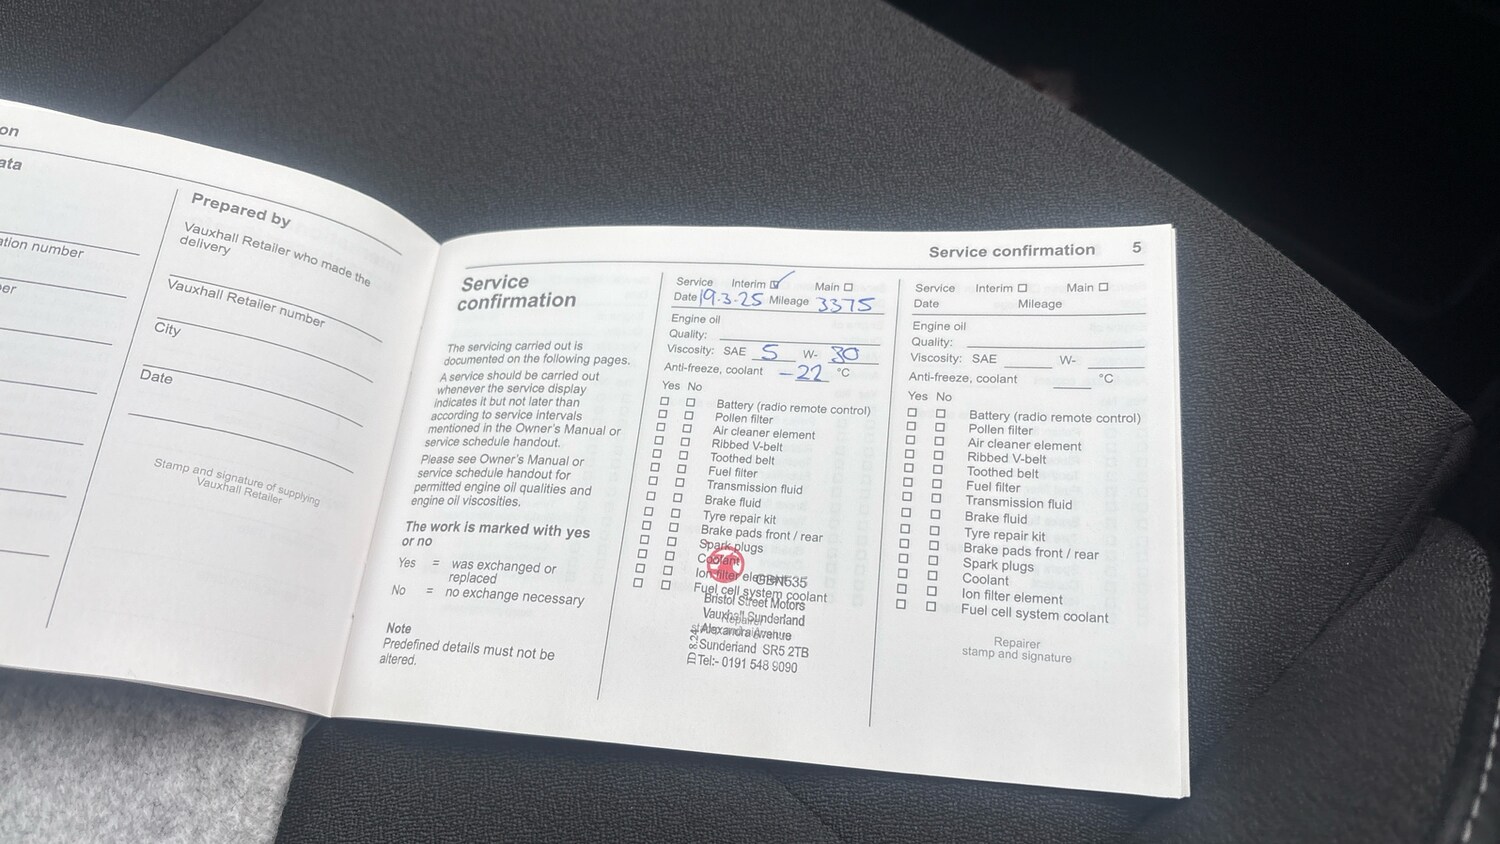 on
ata
ation number
er
Prepared by
Vauxhall Retailer who made the
delivery
Vauxhall Retailer number
City
Date
Stamp and signature of supplying
Vauxhall Retailer
Service confirmation 5
Service
confirmation
The servicing carried out is
documented on the following pages.
A service should be carried out
whenever the service display
indicates it but not later than
according to service intervals
mentioned in the Owner's Manual or
service schedule handout.
Please see Owner's Manual or
service schedule handout for
permitted engine oil qualities and
engine oil viscosities.
The work is marked with yes
or no
Yes = was exchanged or
replaced
No = no exchange necessary
Note
Predefined details must not be
altered.
Service Interim ☑ Main ☐
Date 19.3.25 Mileage 3375
Engine oil
Quality:
Viscosity: SAE 5 W- 30
Anti-freeze, coolant -22 °C
Yes No
☐ ☐ Battery (radio remote control)
☐ ☐ Pollen filter
☐ ☐ Air cleaner element
☐ ☐ Ribbed V-belt
☐ ☐ Toothed belt
☐ ☐ Fuel filter
☐ ☐ Transmission fluid
☐ ☐ Brake fluid
☐ ☐ Tyre repair kit
☐ ☐ Brake pads front / rear
☐ ☐ Spark plugs
☐ ☐ Coolant
☐ ☐ Ion filter element
☐ ☐ Fuel cell system coolant
GBN535
Bristol Street Motors
Vauxhall Sunderland
Alexandra Avenue
Sunderland SR5 2TB
Tel:- 0191 548 9090
Repairer
Service Interim ☐ Main ☐
Date Mileage
Engine oil
Quality:
Viscosity: SAE W-
Anti-freeze, coolant °C
Yes No
☐ ☐ Battery (radio remote control)
☐ ☐ Pollen filter
☐ ☐ Air cleaner element
☐ ☐ Ribbed V-belt
☐ ☐ Toothed belt
☐ ☐ Fuel filter
☐ ☐ Transmission fluid
☐ ☐ Brake fluid
☐ ☐ Tyre repair kit
☐ ☐ Brake pads front / rear
☐ ☐ Spark plugs
☐ ☐ Coolant
☐ ☐ Ion filter element
☐ ☐ Fuel cell system coolant
Repairer
stamp and signature